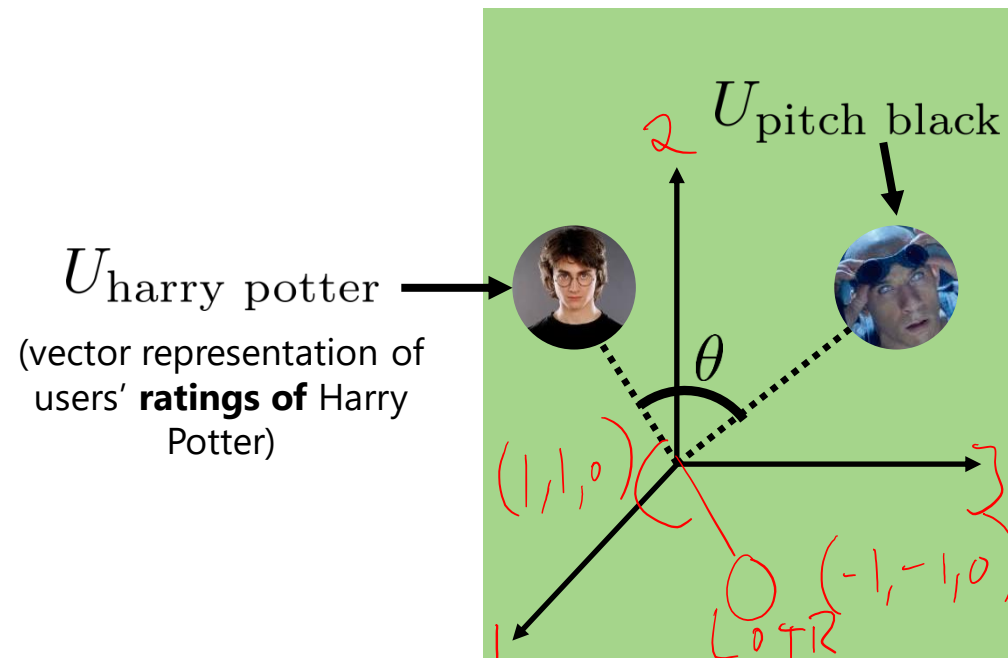 U_pitch black
2
U_harry potter
(vector representation of
users' ratings of Harry
Potter)
θ
(1,1,0)
3
(-1,-1,0)
1
LOTR